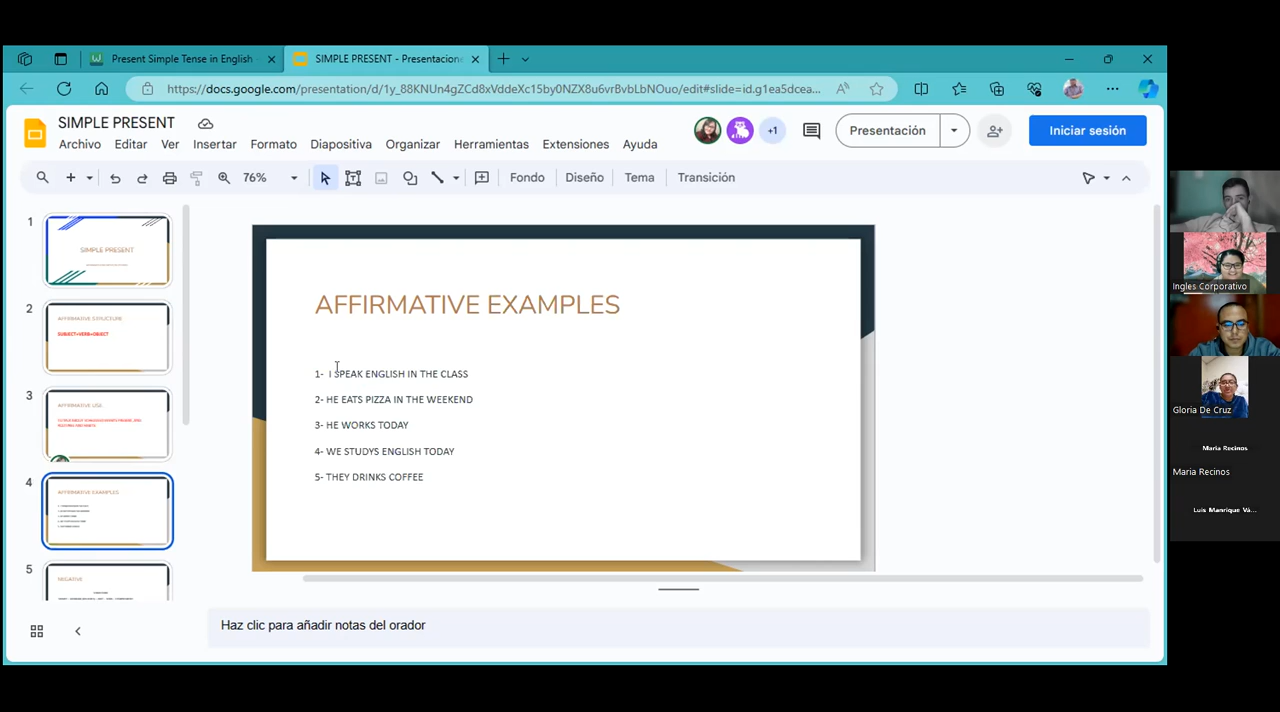 Present Simple Tense in English
SIMPLE PRESENT - Presentacion
https://docs.google.com/presentation/d/1y_88KNUn4gZCd8xVddeXc15by0NZX8u6vrBvbLbNOuo/edit#slide=id.g1ea5dcea...
SIMPLE PRESENT
+1
Presentación
Iniciar sesión
Archivo Editar Ver Insertar Formato Diapositiva Organizar Herramientas Extensiones Ayuda
76% Fondo Diseño Tema Transición
1
SIMPLE PRESENT
2
AFFIRMATIVE STRUCTURE
SUBJECT+VERB+OBJECT
3
AFFIRMATIVE USE
4
AFFIRMATIVE EXAMPLES
5
NEGATIVE
AFFIRMATIVE EXAMPLES
1- I SPEAK ENGLISH IN THE CLASS
2- HE EATS PIZZA IN THE WEEKEND
3- HE WORKS TODAY
4- WE STUDYS ENGLISH TODAY
5- THEY DRINKS COFFEE
Haz clic para añadir notas del orador
Ingles Corporativo
Gloria De Cruz
Maria Recinos
Maria Recinos
Luis Manrique Vá...